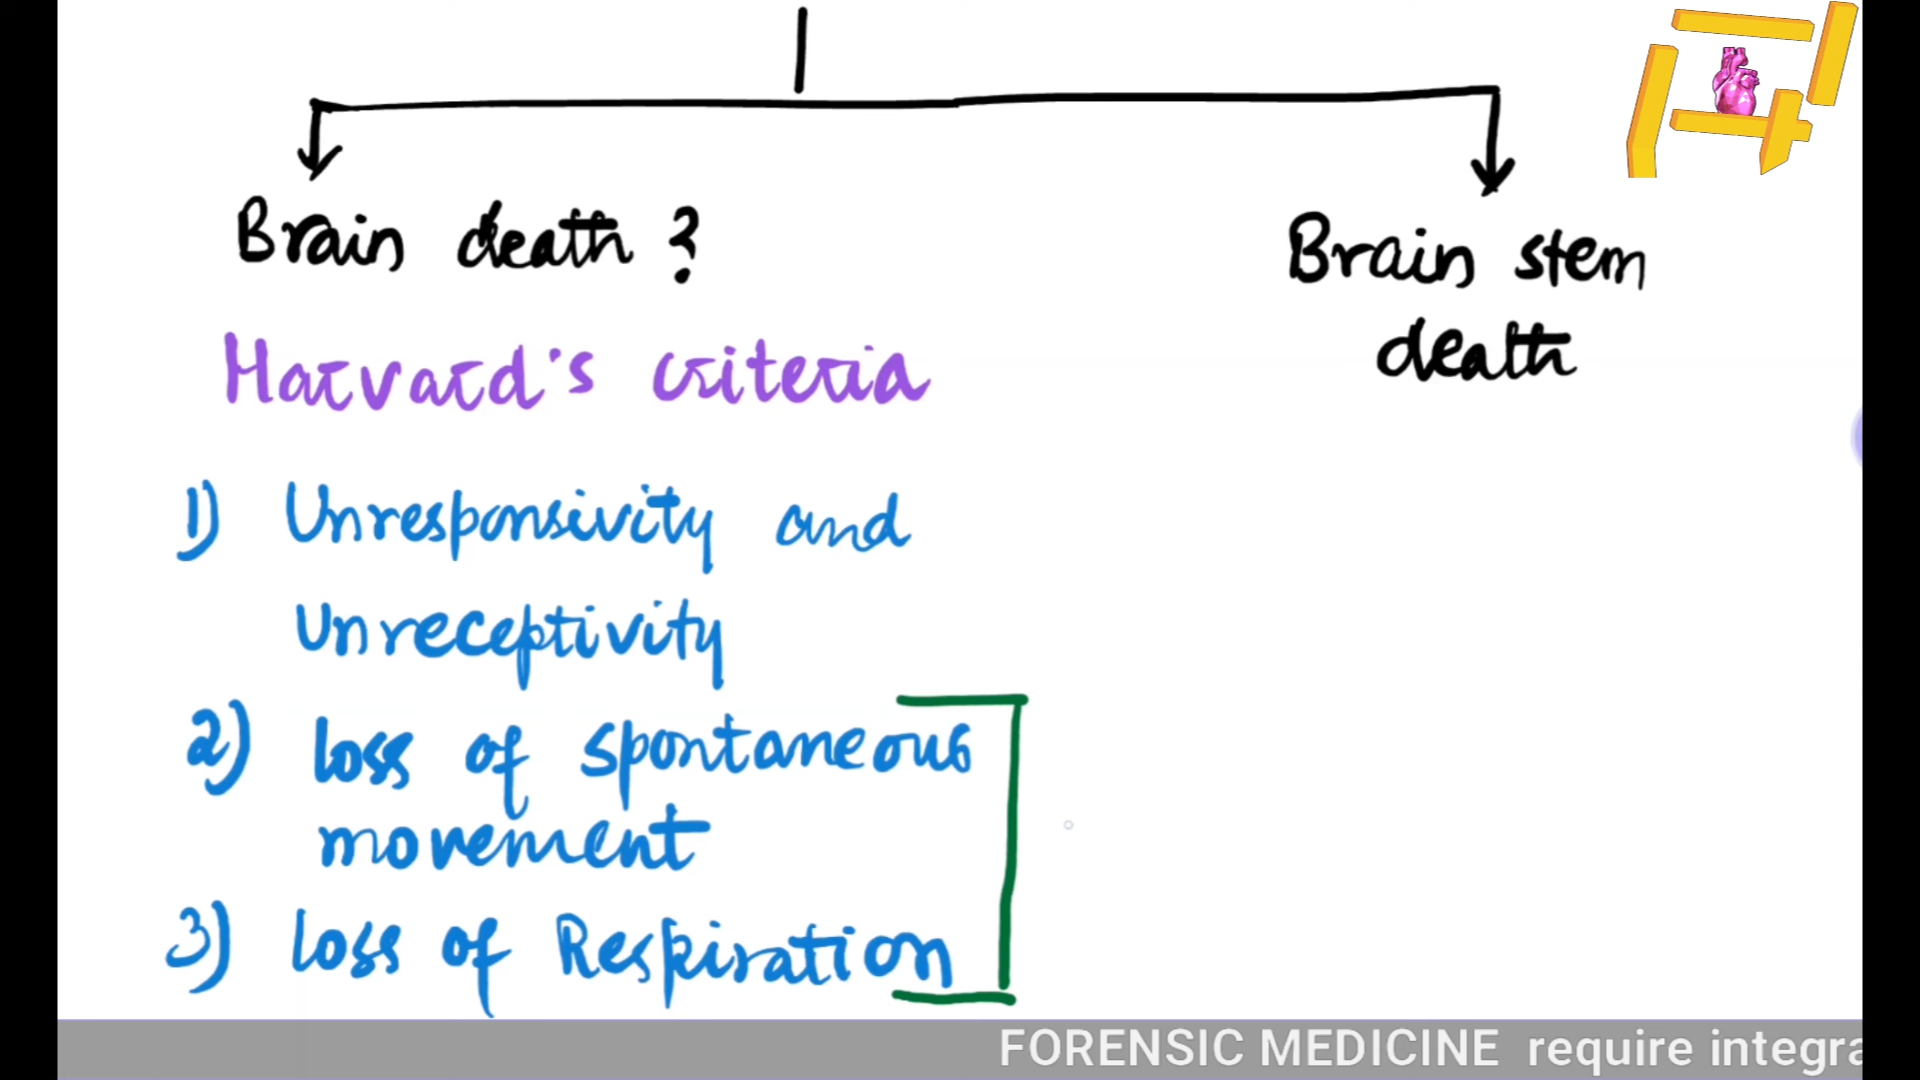 Brain death ?
Brain stem
death
Harvard's criteria
1) Unresponsivity and
Unreceptivity
2) loss of spontaneous
movement
3) loss of Respiration
FORENSIC MEDICINE require integra